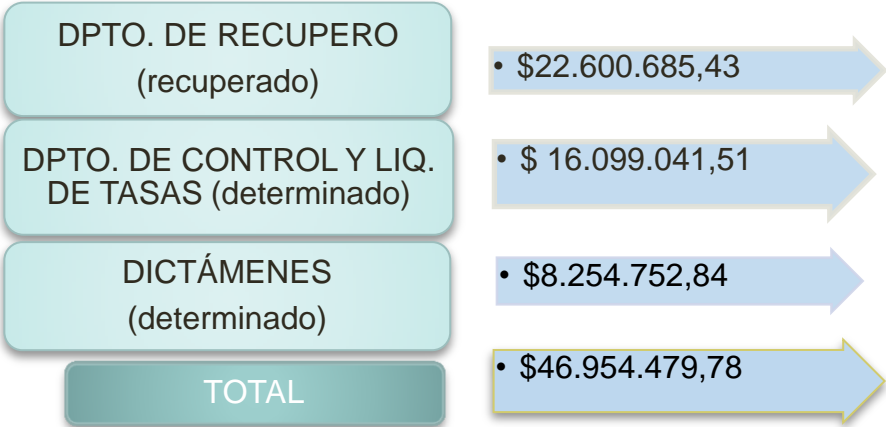 DPTO. DE RECUPERO
(recuperado)
• $22.600.685,43
DPTO. DE CONTROL Y LIQ.
DE TASAS (determinado)
• $ 16.099.041,51
DICTÁMENES
(determinado)
• $8.254.752,84
TOTAL
• $46.954.479,78